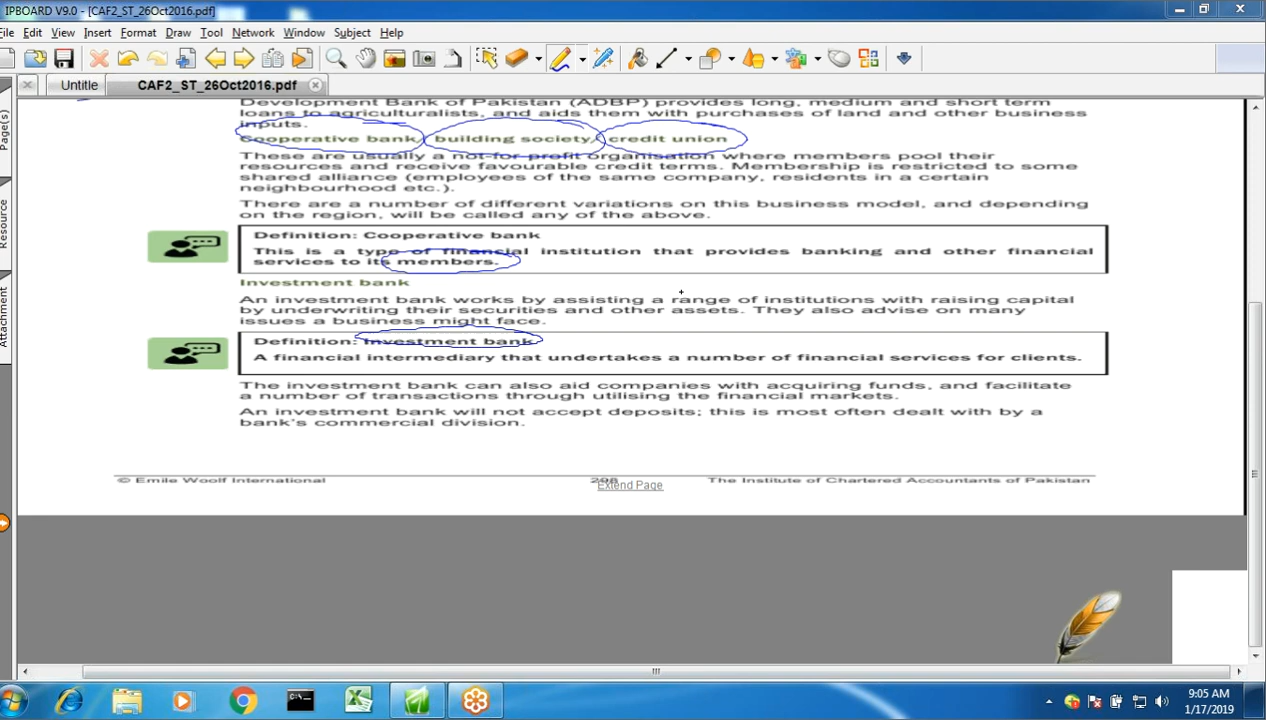 IPBOARD V9.0 - [CAF2_ST_26Oct2016.pdf]
File Edit View Insert Format Draw Tool Network Window Subject Help
Untitle CAF2_ST_26Oct2016.pdf
Page(s)
Resource
Attachment
Development Bank of Pakistan (ADBP) provides long, medium and short term
loans to agriculturalists, and aids them with purchases of land and other business
inputs.
Cooperative bank, building society, credit union
These are usually a not-for profit organisation where members pool their
resources and receive favourable credit terms. Membership is restricted to some
shared alliance (employees of the same company, residents in a certain
neighbourhood etc.).
There are a number of different variations on this business model, and depending
on the region, will be called any of the above.
Definition: Cooperative bank
This is a type of financial institution that provides banking and other financial
services to its members.
Investment bank
An investment bank works by assisting a range of institutions with raising capital
by underwriting their securities and other assets. They also advise on many
issues a business might face.
Definition: Investment bank
A financial intermediary that undertakes a number of financial services for clients.
The investment bank can also aid companies with acquiring funds, and facilitate
a number of transactions through utilising the financial markets.
An investment bank will not accept deposits; this is most often dealt with by a
bank's commercial division.
© Emile Woolf International 298 The Institute of Chartered Accountants of Pakistan
Extend Page
9:05 AM
1/17/2019